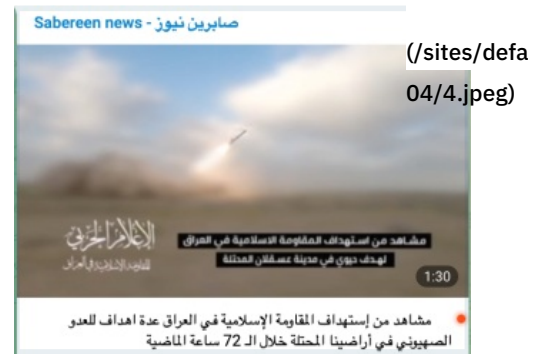 صابرين نيوز - Sabereen news
(/sites/defa
04/4.jpeg)
الإعلام الحربي
للمقاومة الإسلامية في العراق
مشاهد من استهداف المقاومة الاسلامية في العراق
لهدف حيوي في مدينة عسقلان المحتلة
1:30
مشاهد من إستهداف المقاومة الإسلامية في العراق عدة اهداف للعدو
الصهيوني في أراضينا المحتلة خلال الـ 72 ساعة الماضية